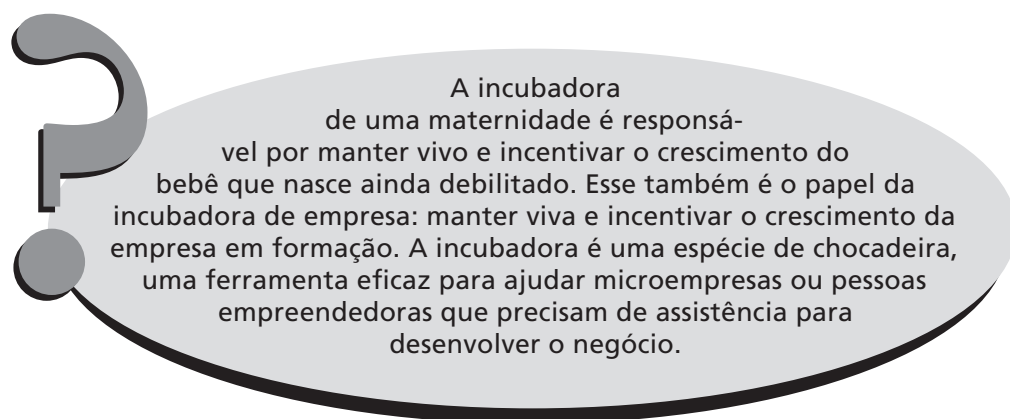 ?
A incubadora
de uma maternidade é responsá-
vel por manter vivo e incentivar o crescimento do
bebê que nasce ainda debilitado. Esse também é o papel da
incubadora de empresa: manter viva e incentivar o crescimento da
empresa em formação. A incubadora é uma espécie de chocadeira,
uma ferramenta eficaz para ajudar microempresas ou pessoas
empreendedoras que precisam de assistência para
desenvolver o negócio.